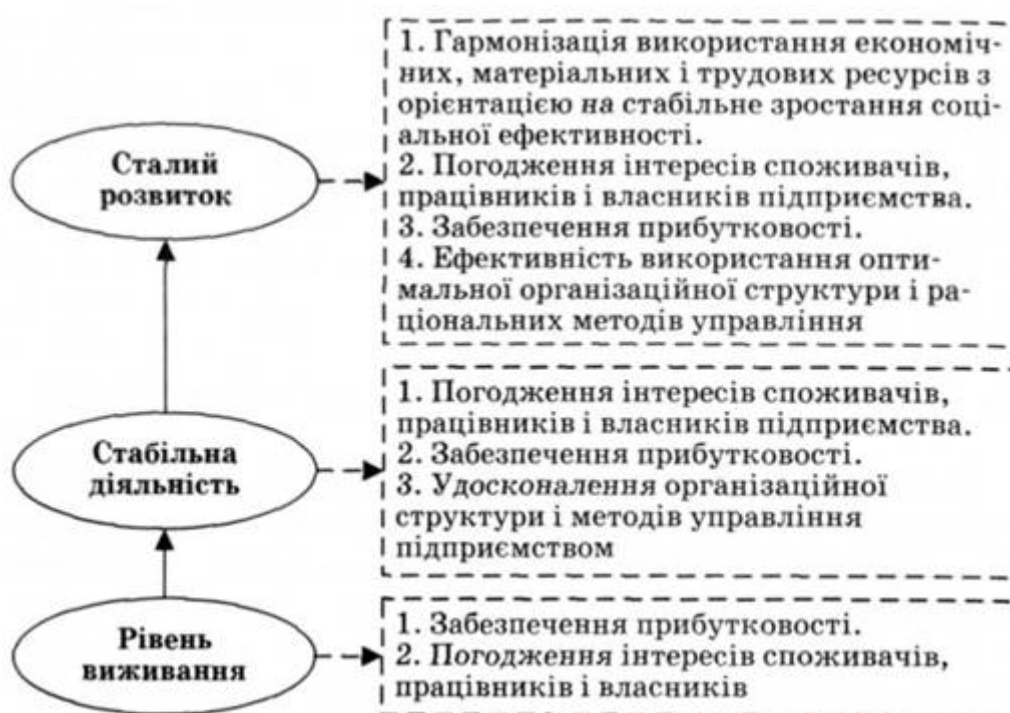 1. Гармонізація використання економіч-
них, матеріальних і трудових ресурсів з
орієнтацією на стабільне зростання соці-
альної ефективності.
2. Погодження інтересів споживачів,
працівників і власників підприємства.
3. Забезпечення прибутковості.
4. Ефективність використання опти-
мальної організаційної структури і ра-
ціональних методів управління
Сталий
розвиток
1. Погодження інтересів споживачів,
працівників і власників підприємства.
2. Забезпечення прибутковості.
3. Удосконалення організаційної
структури і методів управління
підприємством
Стабільна
діяльність
1. Забезпечення прибутковості.
2. Погодження інтересів споживачів,
працівників і власників
Рівень
виживання